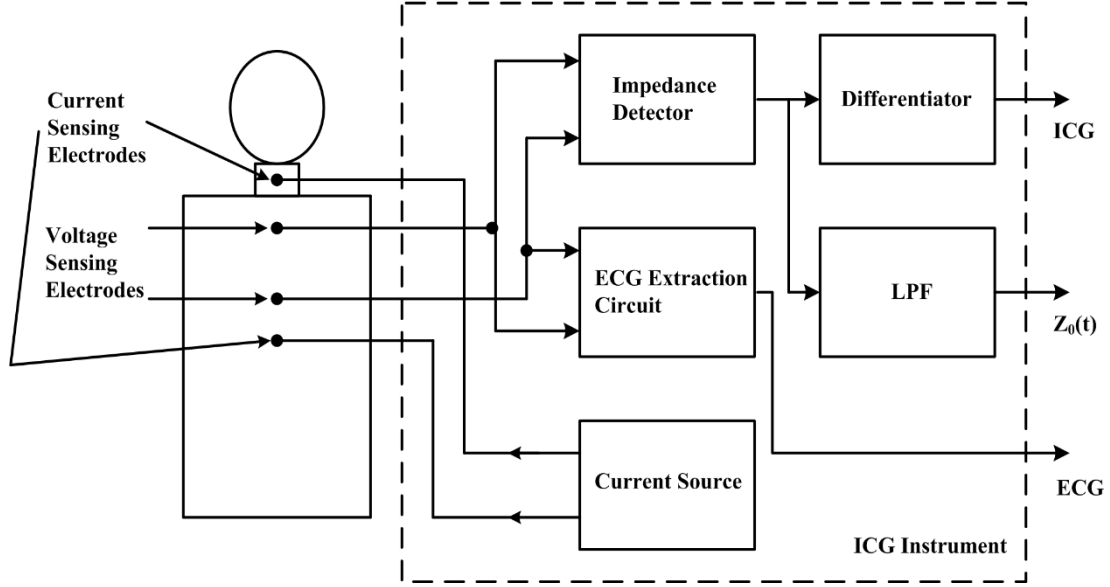 Current
Sensing
Electrodes
Voltage
Sensing
Electrodes
Impedance
Detector
Differentiator
ICG
ECG Extraction
Circuit
LPF
Z₀(t)
Current Source
ECG
ICG Instrument